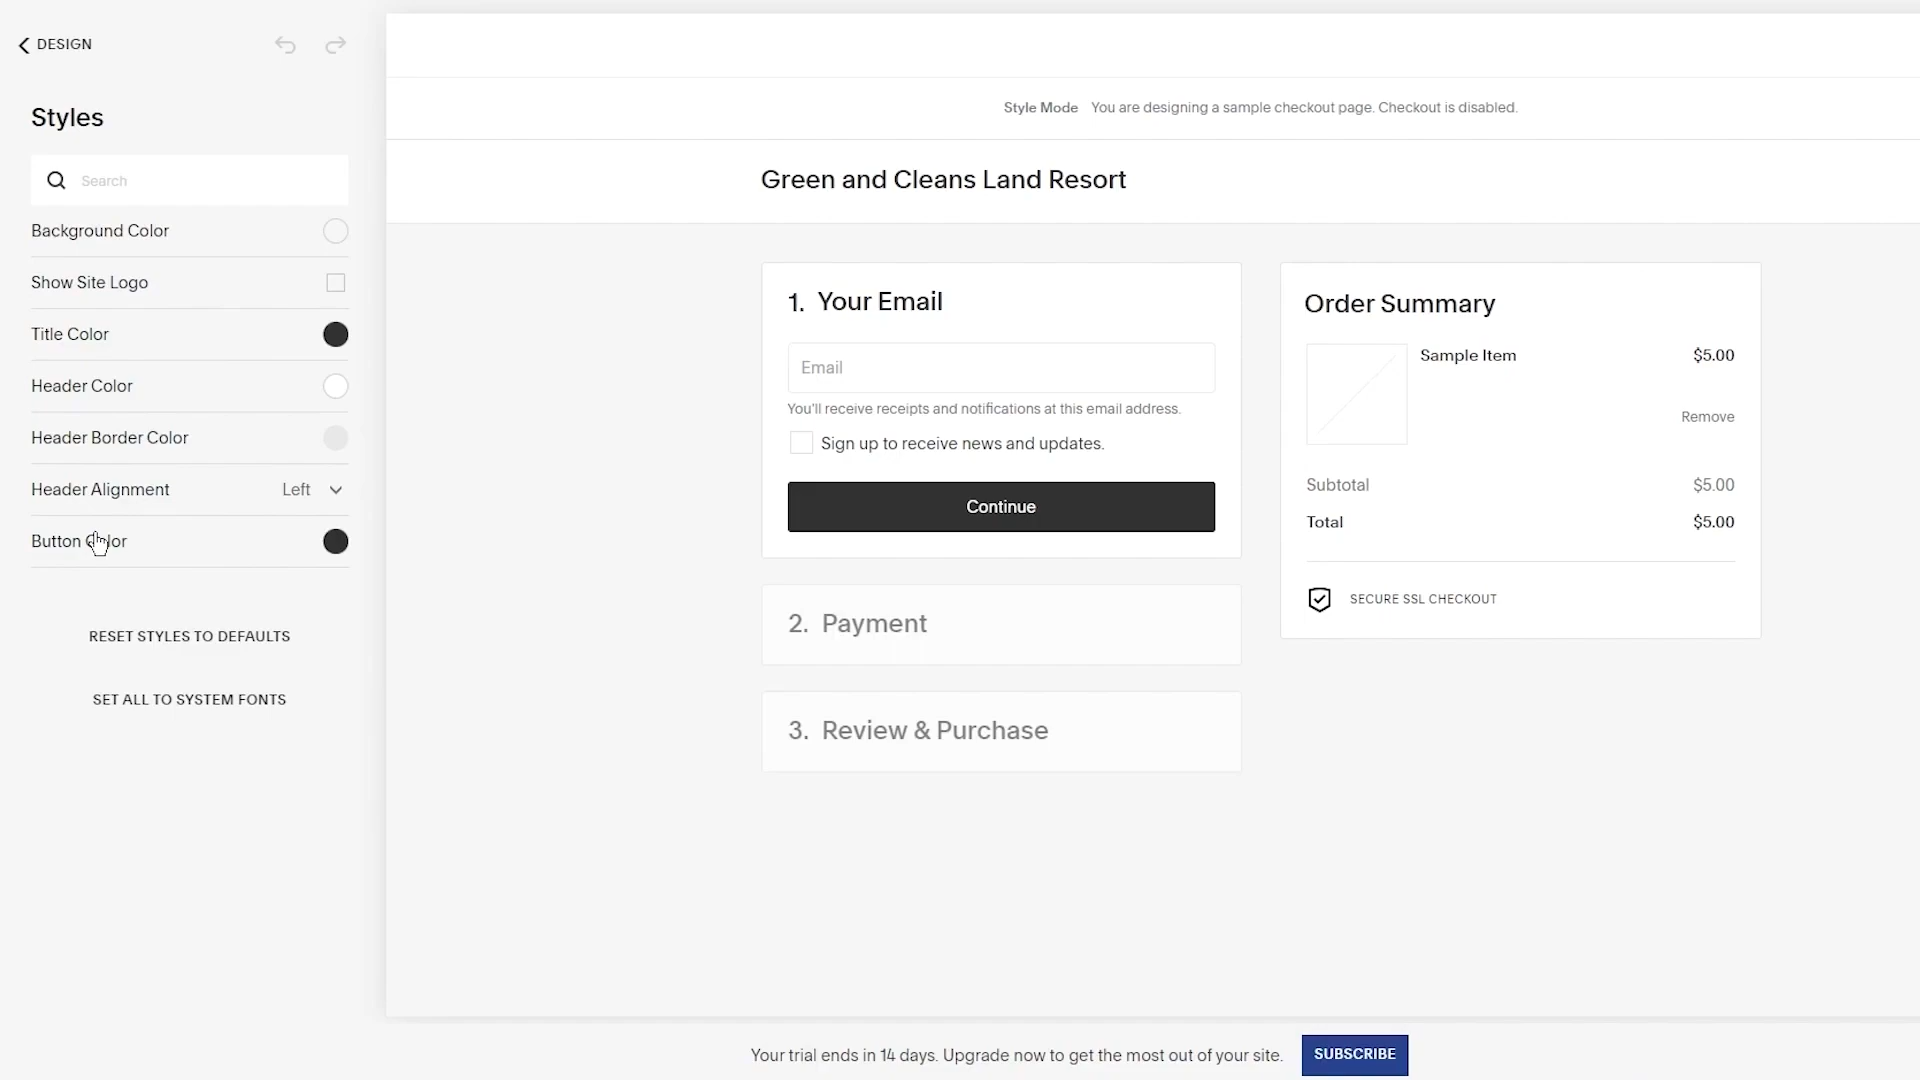 DESIGN
Styles
Search
Background Color
Show Site Logo
Title Color
Header Color
Header Border Color
Header Alignment Left
Button Color
RESET STYLES TO DEFAULTS
SET ALL TO SYSTEM FONTS
Style Mode You are designing a sample checkout page. Checkout is disabled.
Green and Cleans Land Resort
1. Your Email
Email
You'll receive receipts and notifications at this email address.
Sign up to receive news and updates.
Continue
2. Payment
3. Review & Purchase
Order Summary
Sample Item $5.00
Remove
Subtotal $5.00
Total $5.00
SECURE SSL CHECKOUT
Your trial ends in 14 days. Upgrade now to get the most out of your site. SUBSCRIBE